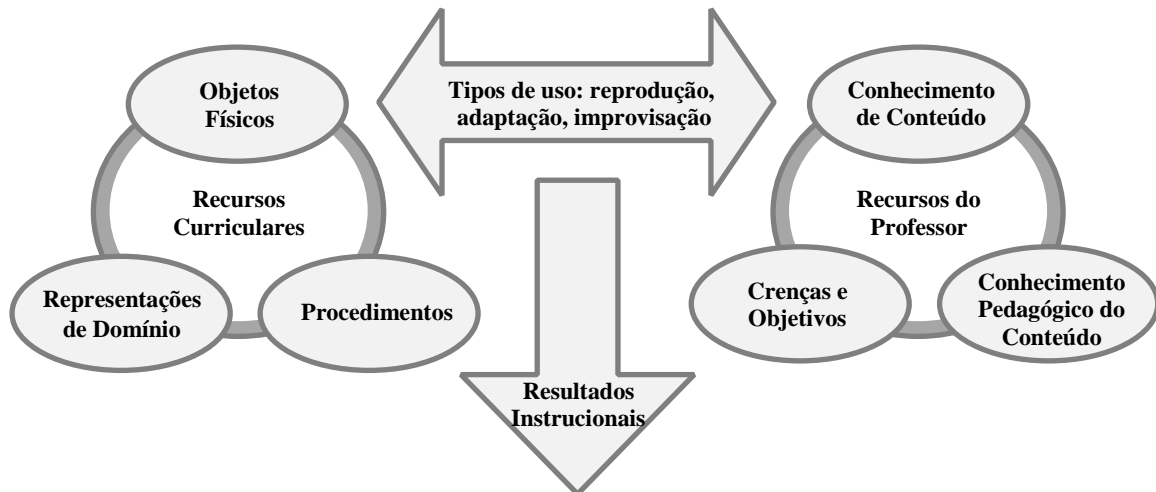 Objetos
Físicos
Recursos
Curriculares
Representações
de Domínio
Procedimentos
Tipos de uso: reprodução,
adaptação, improvisação
Resultados
Instrucionais
Conhecimento
de Conteúdo
Recursos do
Professor
Crenças e
Objetivos
Conhecimento
Pedagógico do
Conteúdo